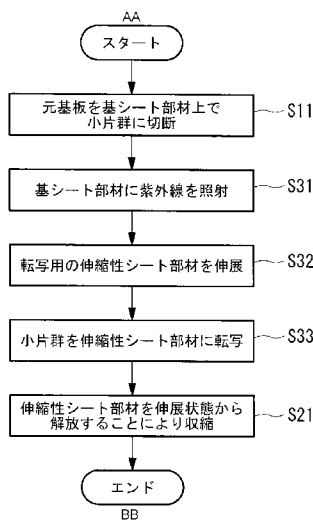 AA
スタート
元基板を基シート部材上で
小片群に切断
S11
基シート部材に紫外線を照射
S31
転写用の伸縮性シート部材を伸展
S32
小片群を伸縮性シート部材に転写
S33
伸縮性シート部材を伸展状態から
解放することにより収縮
S21
エンド
BB